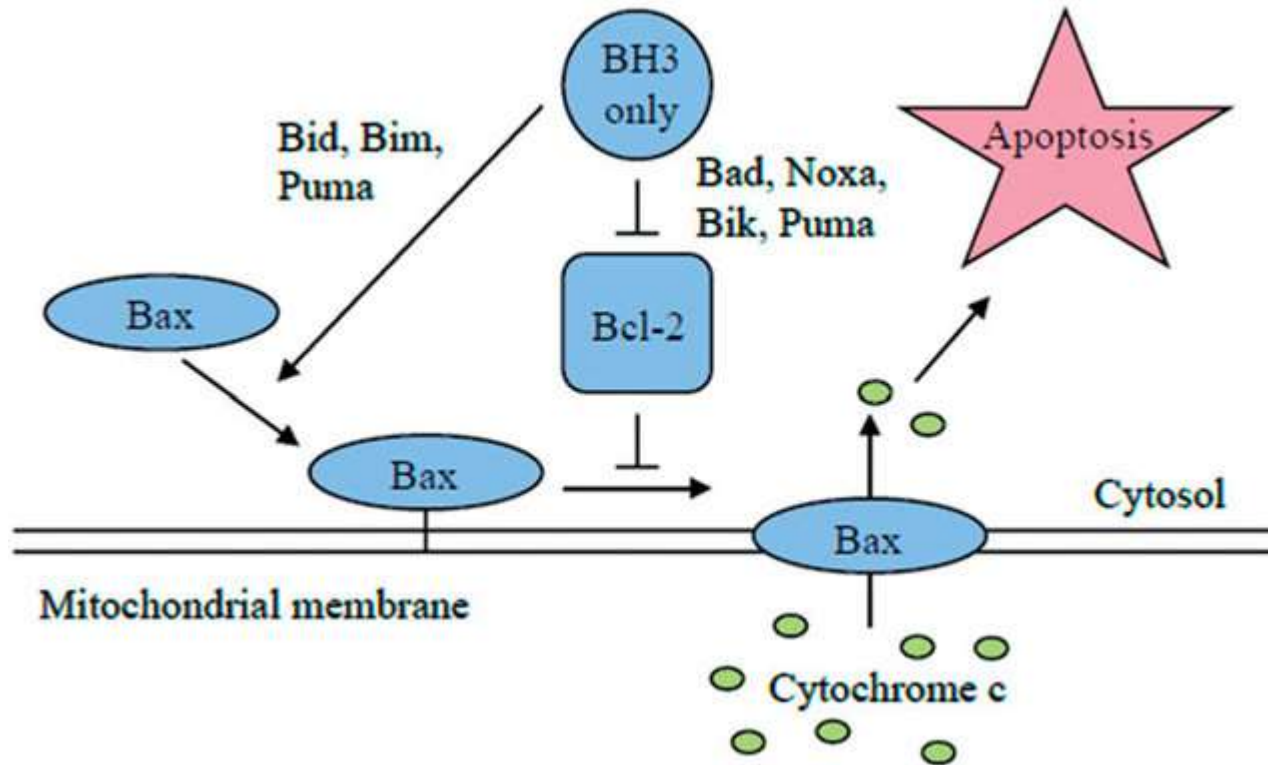 BH3
only
Apoptosis
Bid, Bim,
Puma
Bad, Noxa,
Bik, Puma
Bax
Bcl-2
Bax
Cytosol
Bax
Mitochondrial membrane
Cytochrome c